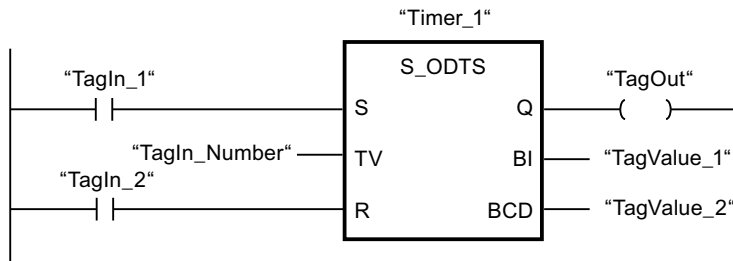 “Timer_1“
S_ODTS
“TagIn_1“
“TagOut“
S
Q
“TagIn_Number“
TV
BI
“TagValue_1“
“TagIn_2“
R
BCD
“TagValue_2“